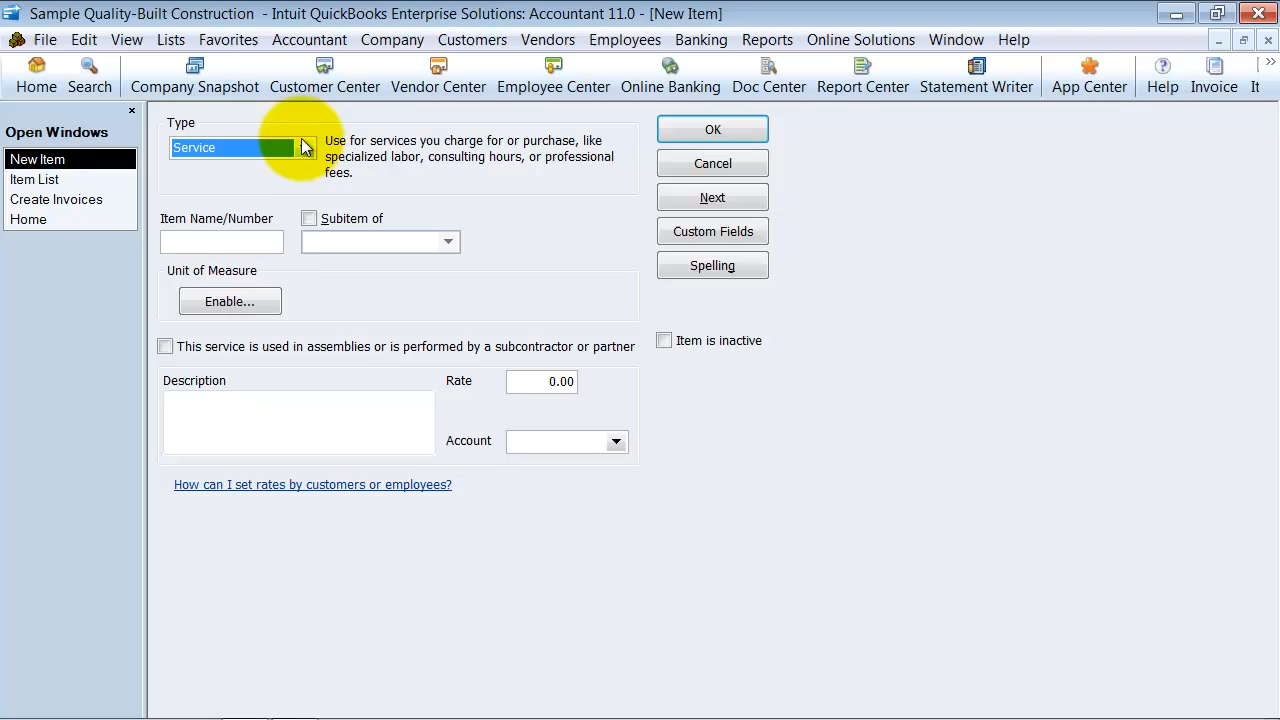 Sample Quality-Built Construction - Intuit QuickBooks Enterprise Solutions: Accountant 11.0 - [New Item]
File Edit View Lists Favorites Accountant Company Customers Vendors Employees Banking Reports Online Solutions Window Help
Home Search Company Snapshot Customer Center Vendor Center Employee Center Online Banking Doc Center Report Center Statement Writer App Center Help Invoice It
Open Windows
New Item
Item List
Create Invoices
Home
Type
Service
Use for services you charge for or purchase, like
specialized labor, consulting hours, or professional
fees.
Item Name/Number
Subitem of
Unit of Measure
Enable...
This service is used in assemblies or is performed by a subcontractor or partner
Description
Rate
0.00
Account
How can I set rates by customers or employees?
OK
Cancel
Next
Custom Fields
Spelling
Item is inactive